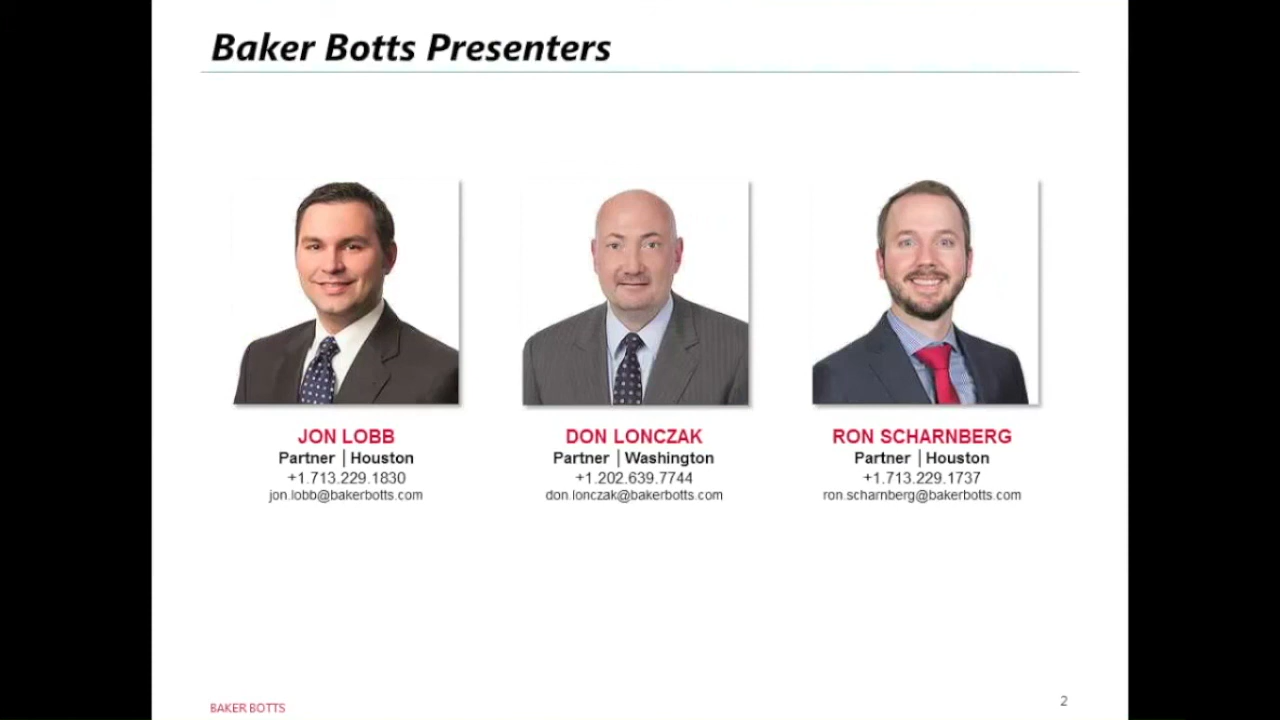 Baker Botts Presenters
JON LOBB
Partner | Houston
+1.713.229.1830
jon.lobb@bakerbotts.com
DON LONCZAK
Partner | Washington
+1.202.639.7744
don.lonczak@bakerbotts.com
RON SCHARNBERG
Partner | Houston
+1.713.229.1737
ron.scharnberg@bakerbotts.com
BAKER BOTTS
2